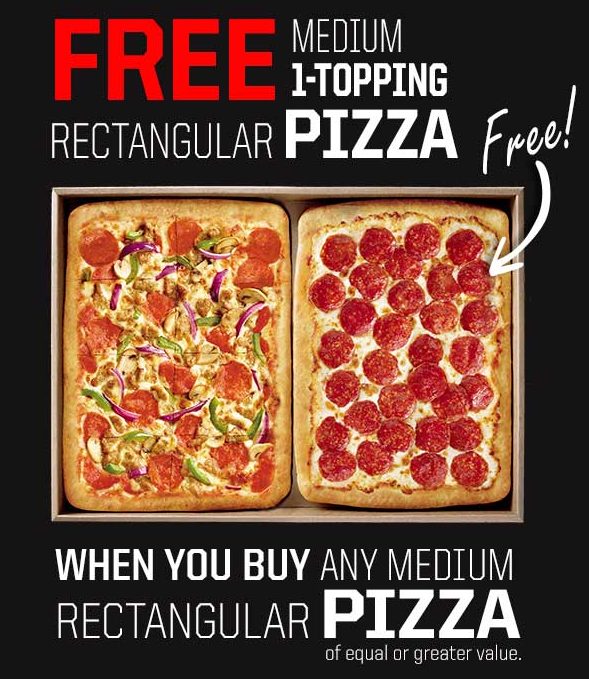 FREE MEDIUM
1-TOPPING
RECTANGULAR PIZZA Free!
WHEN YOU BUY ANY MEDIUM
RECTANGULAR PIZZA
of equal or greater value.